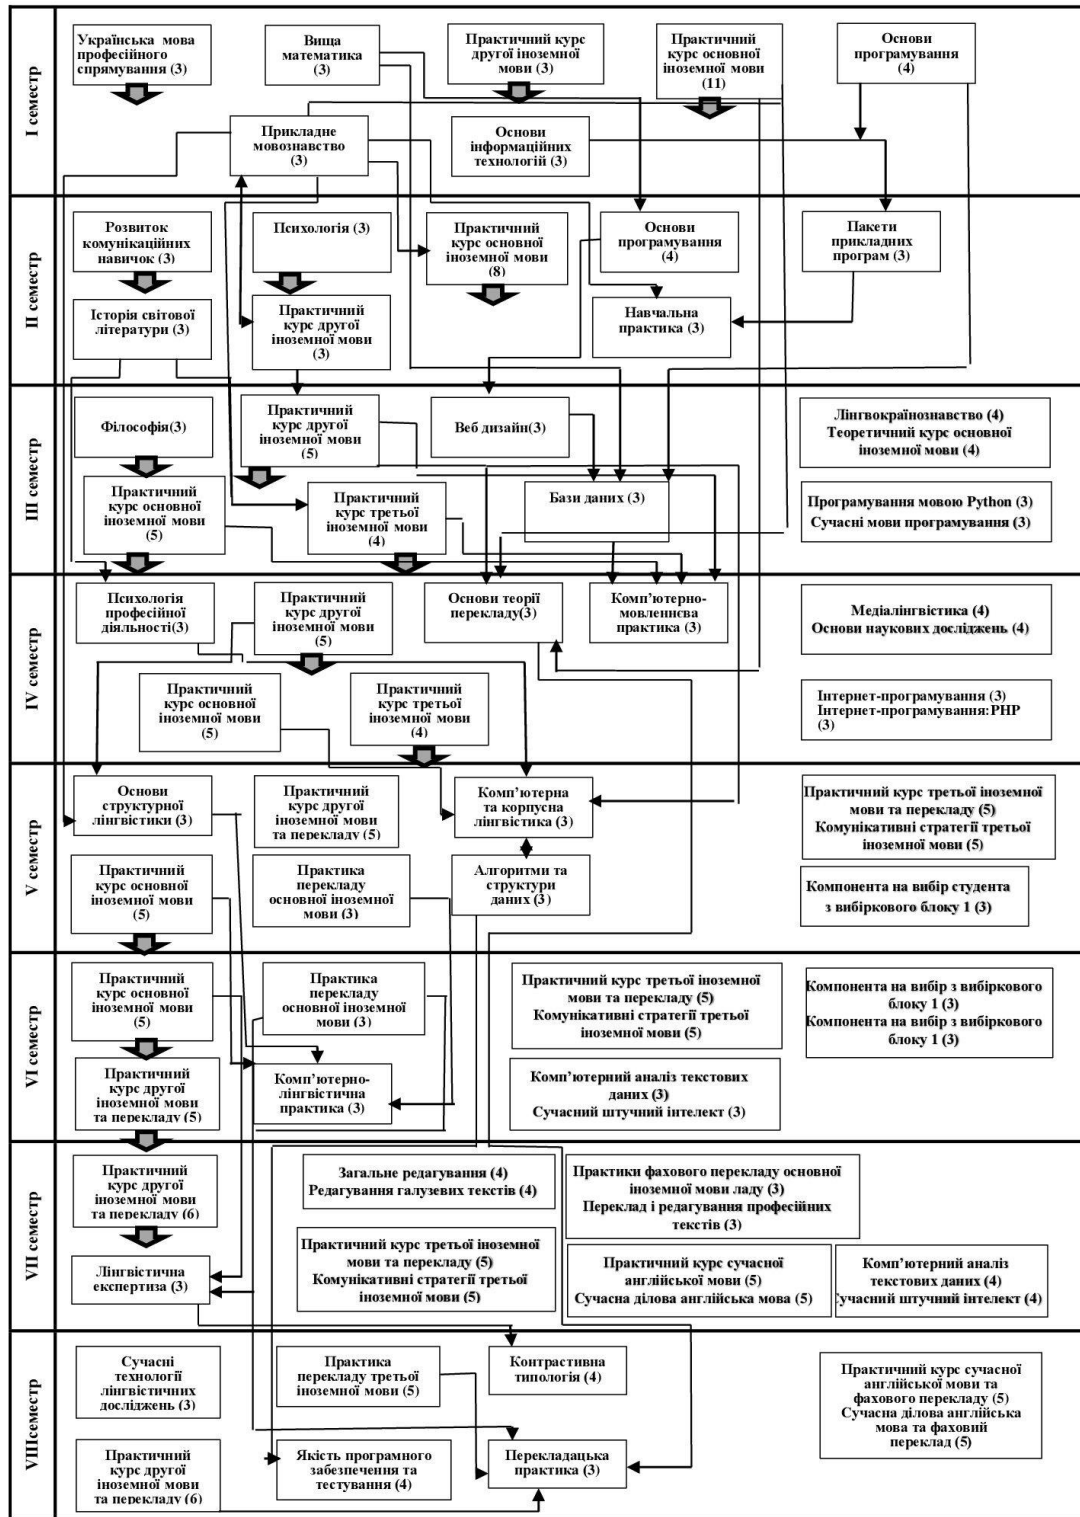 I семестр
Українська мова
професійного
спрямування (3)
Вища
математика
(3)
Практичний курс
другої іноземної
мови (3)
Практичний
курс основної
іноземної мови
(11)
Основи
програмування
(4)
Прикладне
мовознавство
(3)
Основи
інформаційних
технологій (3)
II семестр
Розвиток
комунікаційних
навичок (3)
Психологія (3)
Практичний
курс основної
іноземної мови
(8)
Основи
програмування
(4)
Пакети
прикладних
програм (3)
Історія світової
літератури (3)
Практичний
курс другої
іноземної мови
(3)
Навчальна
практика (3)
III семестр
Філософія(3)
Практичний
курс другої
іноземної мови
(5)
Веб дизайн(3)
Лінгвокраїнознавство (4)
Теоретичний курс основної
іноземної мови (4)
Практичний
курс основної
іноземної мови
(5)
Практичний
курс третьої
іноземної мови
(4)
Бази даних (3)
Програмування мовою Python (3)
Сучасні мови програмування (3)
IV семестр
Психологія
професійної
діяльності(3)
Практичний
курс другої
іноземної мови
(5)
Основи теорії
перекладу(3)
Комп’ютерно-
мовленнєва
практика (3)
Медіалінгвістика (4)
Основи наукових досліджень (4)
Практичний
курс основної
іноземної мови
(5)
Практичний
курс третьої
іноземної мови
(4)
Інтернет-програмування (3)
Інтернет-програмування:PHP
(3)
V семестр
Основи
структурної
лінгвістики (3)
Практичний
курс другої
іноземної мови
та перекладу (5)
Комп’ютерна
та корпусна
лінгвістика (3)
Практичний курс третьої іноземної
мови та перекладу (5)
Комунікативні стратегії третьої
іноземної мови (5)
Практичний
курс основної
іноземної мови
(5)
Практика
перекладу
основної іноземної
мови (3)
Алгоритми та
структури
даних (3)
Компонента на вибір студента
з вибіркового блоку 1 (3)
VI семестр
Практичний
курс основної
іноземної мови
(5)
Практика
перекладу
основної іноземної
мови (3)
Практичний курс третьої іноземної
мови та перекладу (5)
Комунікативні стратегії третьої
іноземної мови (5)
Компонента на вибір з вибіркового
блоку 1 (3)
Компонента на вибір з вибіркового
блоку 1 (3)
Практичний
курс другої
іноземної мови
та перекладу (5)
Комп’ютерно-
лінгвістична
практика (3)
Комп’ютерний аналіз текстових
даних (3)
Сучасний штучний інтелект (3)
VII семестр
Практичний
курс другої
іноземної мови
та перекладу (6)
Загальне редагування (4)
Редагування галузевих текстів (4)
Практики фахового перекладу основної
іноземної мови ладу (3)
Переклад і редагування професійних
текстів (3)
Лінгвістична
експертиза (3)
Практичний курс третьої іноземної
мови та перекладу (5)
Комунікативні стратегії третьої
іноземної мови (5)
Практичний курс сучасної
англійської мови (5)
Сучасна ділова англійська мова (5)
Комп’ютерний аналіз
текстових даних (4)
Сучасний штучний інтелект (4)
VIIIсеместр
Сучасні
технології
лінгвістичних
досліджень (3)
Практика
перекладу третьої
іноземної мови (5)
Контрастивна
типологія (4)
Практичний курс сучасної
англійської мови та
фахового перекладу (5)
Сучасна ділова англійська
мова та фаховий
переклад (5)
Практичний
курс другої
іноземної мови
та перекладу (6)
Якість програмного
забезпечення та
тестування (4)
Перекладацька
практика (3)